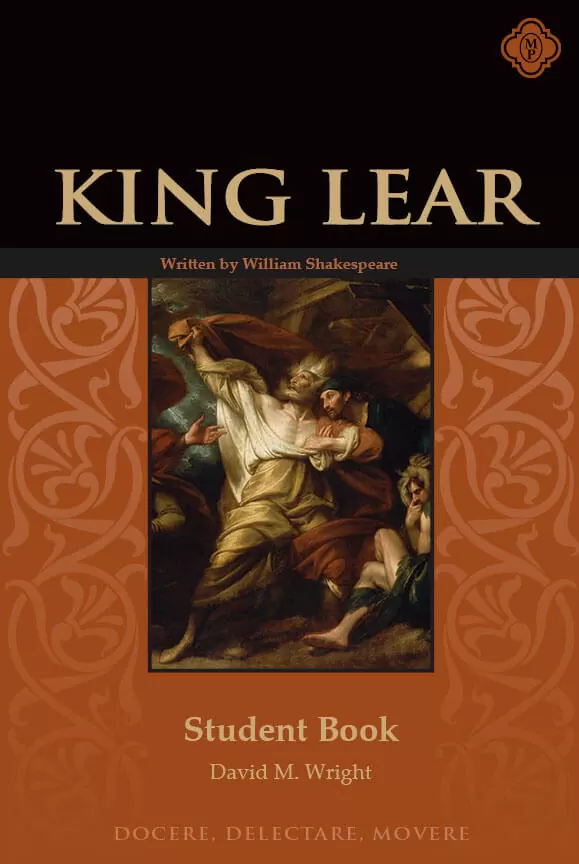 M
P
KING LEAR
Written by William Shakespeare
Student Book
David M. Wright
DOCERE, DELECTARE, MOVERE